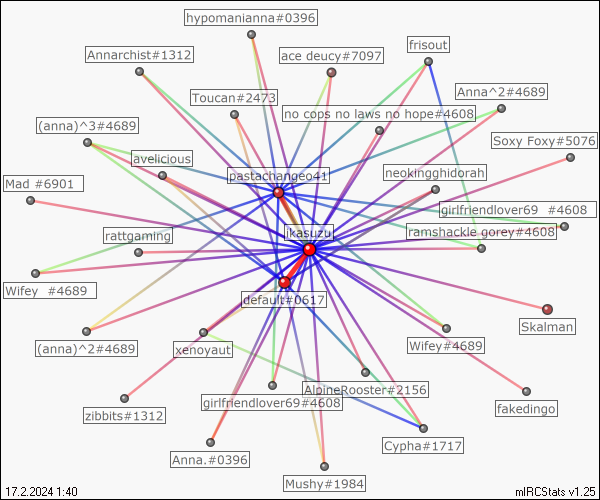 hypomanianna#0396
Annarchist#1312
ace deucy#7097
frisout
Toucan#2473
Anna^2#4689
no cops no laws no hope#4608
(anna)^3#4689
Soxy Foxy#5076
avelicious
pastachangeo41
neokingghidorah
Mad #6901
girlfriendlover69 #4608
ikasuzu
ramshackle gorey#4608
rattgaming
Wifey #4689
default#0617
Skalman
(anna)^2#4689
xenoyaut
Wifey#4689
AlpineRooster#2156
girlfriendlover69#4608
fakedingo
zibbits#1312
Cypha#1717
Anna.#0396
Mushy#1984
17.2.2024 1:40
mIRCStats v1.25